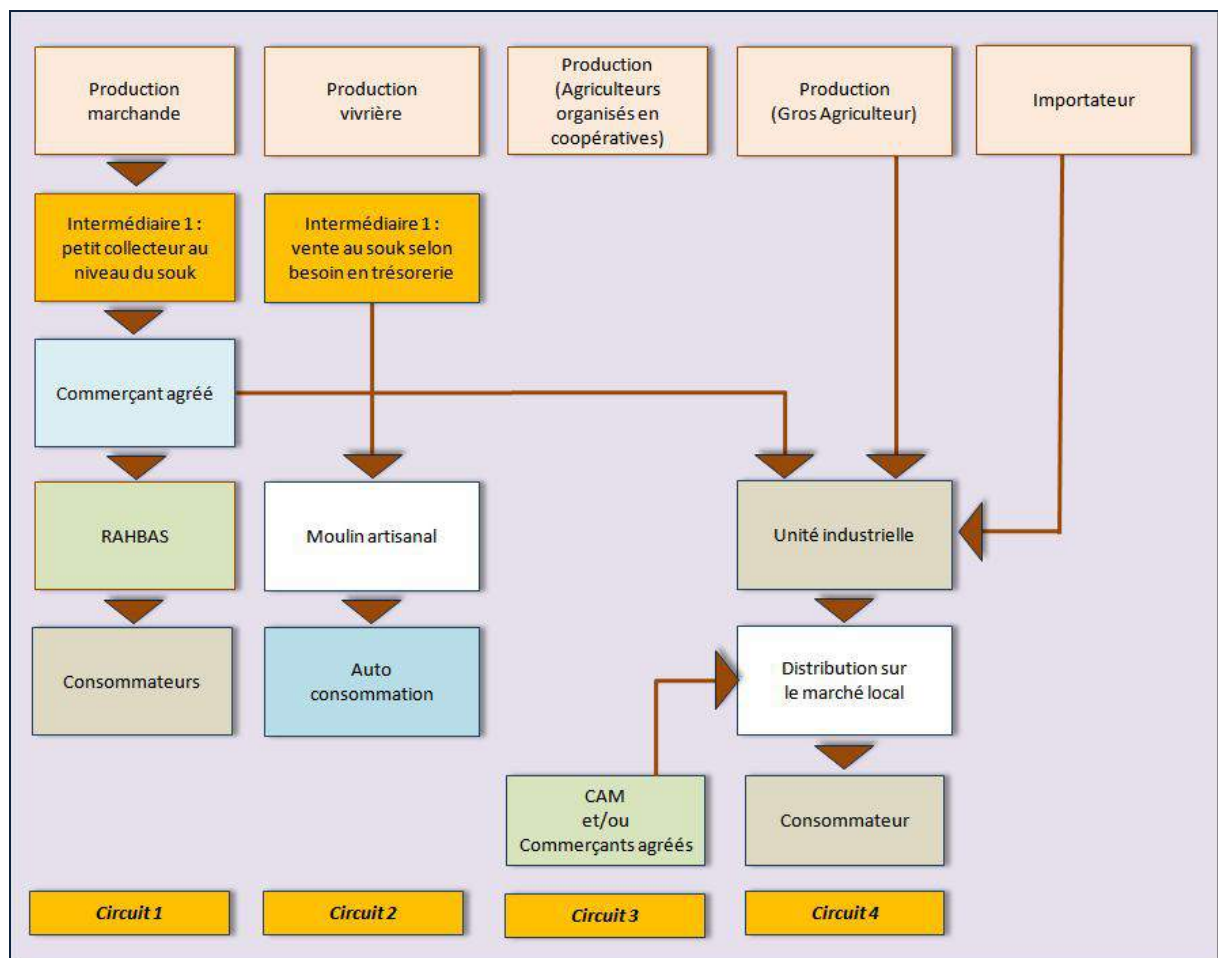 Production
marchande
Production
vivrière
Production
(Agriculteurs
organisés en
coopératives)
Production
(Gros Agriculteur)
Importateur
Intermédiaire 1 :
petit collecteur au
niveau du souk
Intermédiaire 1 :
vente au souk selon
besoin en trésorerie
Commerçant agréé
RAHBAS
Moulin artisanal
Unité industrielle
Consommateurs
Auto
consommation
Distribution sur
le marché local
CAM
et/ou
Commerçants agréés
Consommateur
Circuit 1
Circuit 2
Circuit 3
Circuit 4